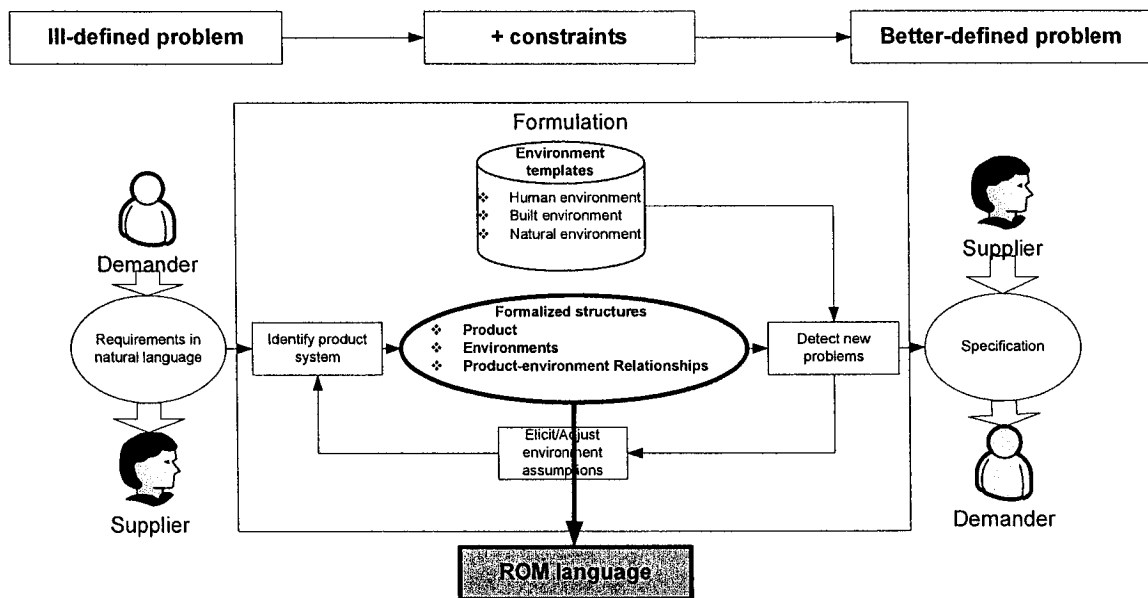 Ill-defined problem
+ constraints
Better-defined problem
Formulation
Environment
templates
Human environment
Built environment
Natural environment
Demander
Supplier
Requirements in
natural language
Identify product
system
Formalized structures
Product
Environments
Product-environment Relationships
Detect new
problems
Specification
Elicit/Adjust
environment
assumptions
Supplier
Demander
ROM language